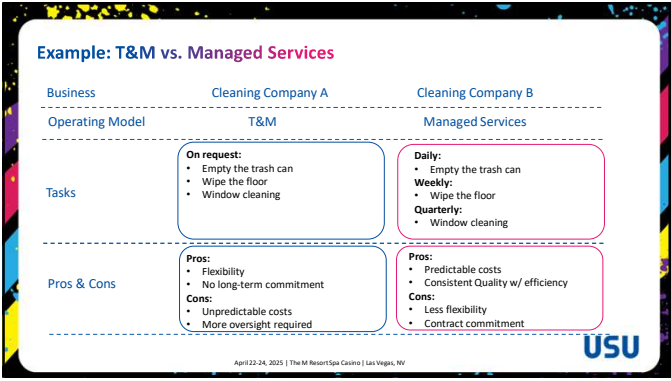 Example: T&M vs. Managed Services
Business
Cleaning Company A
Cleaning Company B
Operating Model
T&M
Managed Services
Tasks
On request:
• Empty the trash can
• Wipe the floor
• Window cleaning
Daily:
• Empty the trash can
Weekly:
• Wipe the floor
Quarterly:
• Window cleaning
Pros & Cons
Pros:
• Flexibility
• No long-term commitment
Cons:
• Unpredictable costs
• More oversight required
Pros:
• Predictable costs
• Consistent Quality w/ efficiency
Cons:
• Less flexibility
• Contract commitment
April 22-24, 2025 | The M Resort Spa Casino | Las Vegas, NV
USU